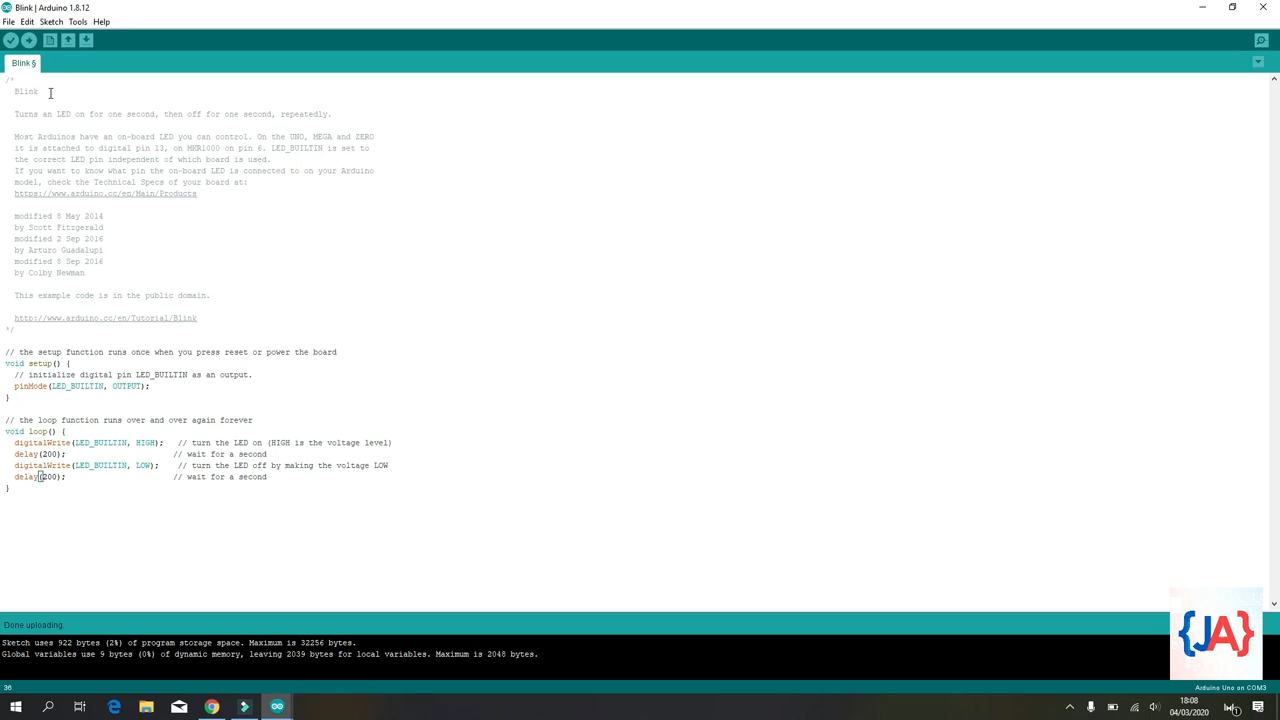 Blink | Arduino 1.8.12
File Edit Sketch Tools Help
Blink §
/*
Blink
Turns an LED on for one second, then off for one second, repeatedly.
Most Arduinos have an on-board LED you can control. On the UNO, MEGA and ZERO
it is attached to digital pin 13, on MKR1000 on pin 6. LED_BUILTIN is set to
the correct LED pin independent of which board is used.
If you want to know what pin the on-board LED is connected to on your Arduino
model, check the Technical Specs of your board at:
https://www.arduino.cc/en/Main/Products
modified 8 May 2014
by Scott Fitzgerald
modified 2 Sep 2016
by Arturo Guadalupi
modified 8 Sep 2016
by Colby Newman
This example code is in the public domain.
http://www.arduino.cc/en/Tutorial/Blink
*/
// the setup function runs once when you press reset or power the board
void setup() {
// initialize digital pin LED_BUILTIN as an output.
pinMode(LED_BUILTIN, OUTPUT);
}
// the loop function runs over and over again forever
void loop() {
digitalWrite(LED_BUILTIN, HIGH); // turn the LED on (HIGH is the voltage level)
delay(200); // wait for a second
digitalWrite(LED_BUILTIN, LOW); // turn the LED off by making the voltage LOW
delay(200); // wait for a second
}
Done uploading.
Sketch uses 922 bytes (2%) of program storage space. Maximum is 32256 bytes.
Global variables use 9 bytes (0%) of dynamic memory, leaving 2039 bytes for local variables. Maximum is 2048 bytes.
{JA}
36 Arduino Uno on COM3
18:08
04/03/2020